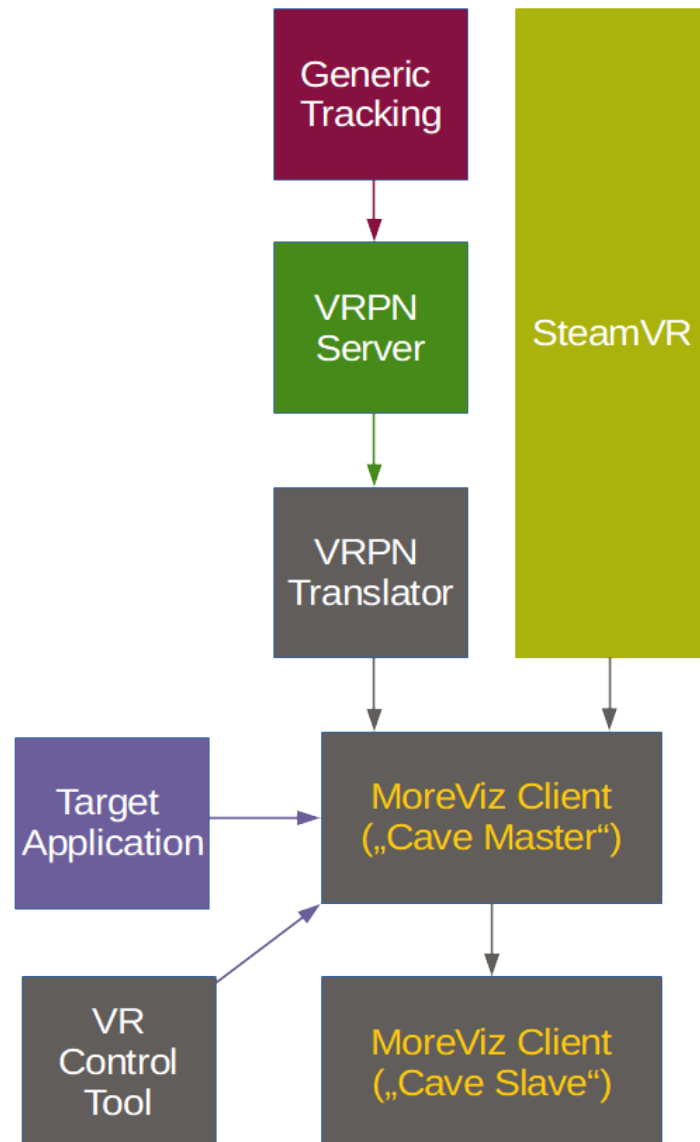 Generic
Tracking
SteamVR
VRPN
Server
VRPN
Translator
Target
Application
MoreViz Client
(„Cave Master“)
VR
Control
Tool
MoreViz Client
(„Cave Slave“)